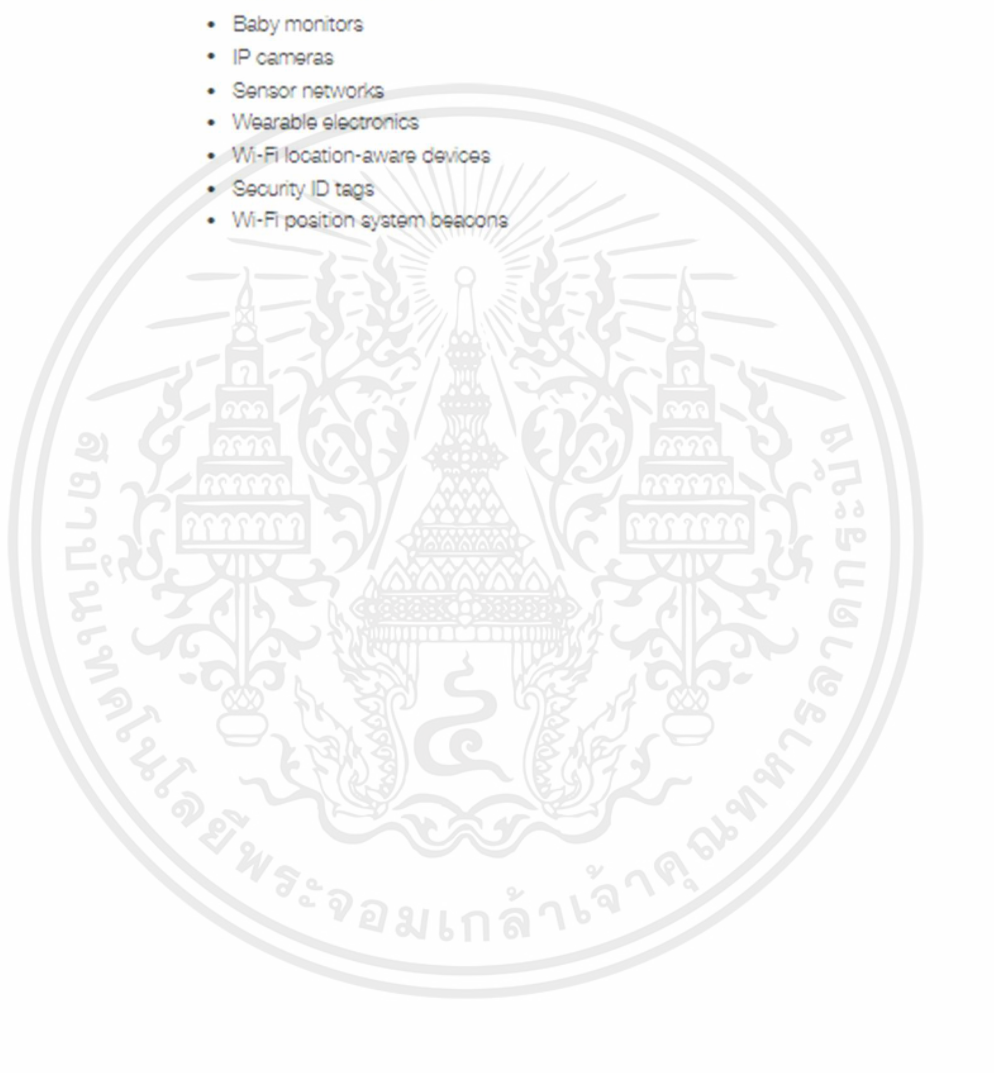 • Baby monitors
• IP cameras
• Sensor networks
• Wearable electronics
• Wi-Fi location-aware devices
• Security ID tags
• Wi-Fi position system beacons
สถาบันเทคโนโลยีพระจอมเกล้าเจ้าคุณทหารลาดกระบัง
๔